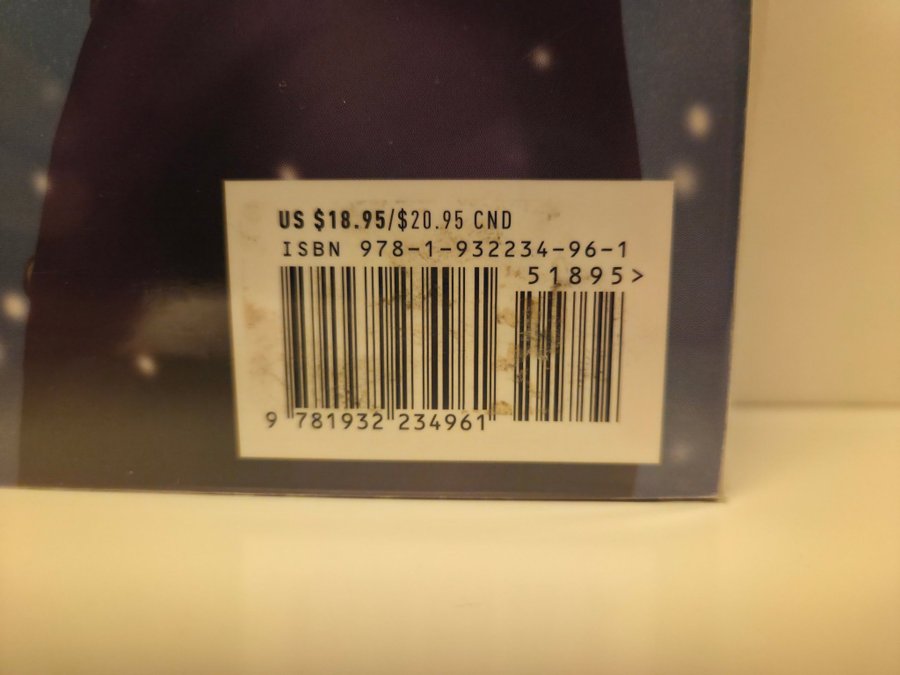 US $18.95/$20.95 CND
ISBN 978-1-932234-96-1
51895>
9 781932 234961